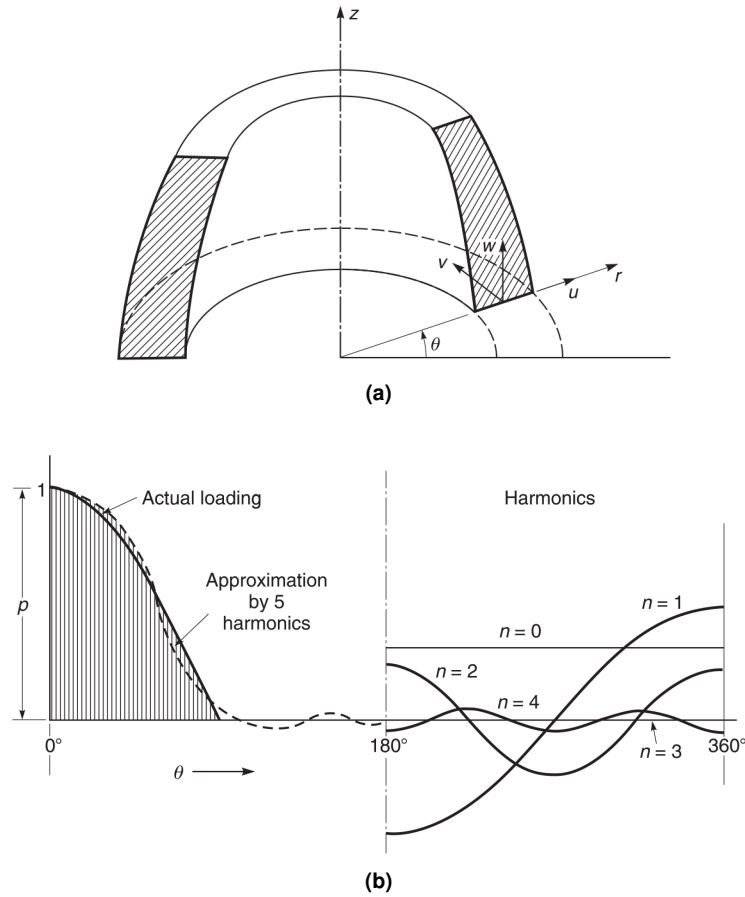 z
w
v
r
u
θ
(a)
1
Actual loading
Harmonics
Approximation
by 5
harmonics
p
n = 1
n = 0
n = 2
n = 4
n = 3
0°
180°
360°
θ
(b)